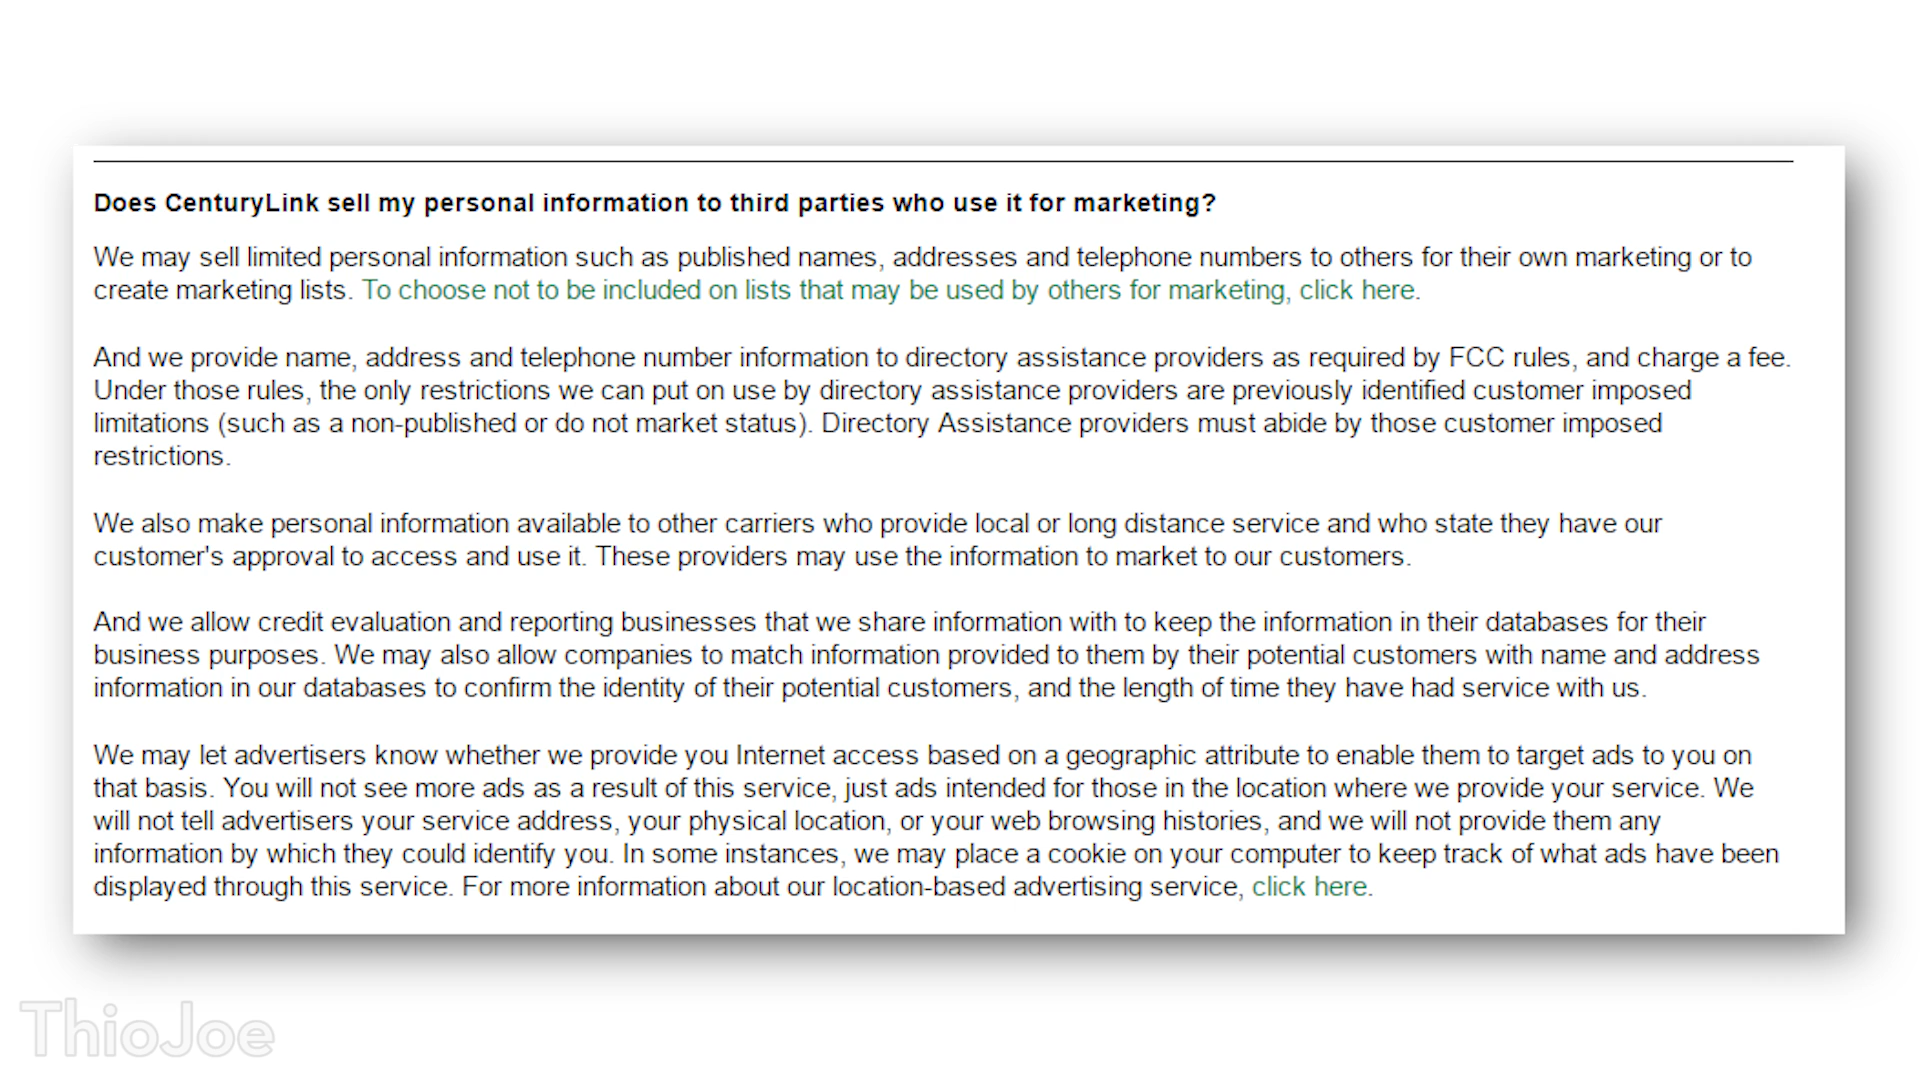 Does CenturyLink sell my personal information to third parties who use it for marketing?
We may sell limited personal information such as published names, addresses and telephone numbers to others for their own marketing or to
create marketing lists. To choose not to be included on lists that may be used by others for marketing, click here.
And we provide name, address and telephone number information to directory assistance providers as required by FCC rules, and charge a fee.
Under those rules, the only restrictions we can put on use by directory assistance providers are previously identified customer imposed
limitations (such as a non-published or do not market status). Directory Assistance providers must abide by those customer imposed
restrictions.
We also make personal information available to other carriers who provide local or long distance service and who state they have our
customer's approval to access and use it. These providers may use the information to market to our customers.
And we allow credit evaluation and reporting businesses that we share information with to keep the information in their databases for their
business purposes. We may also allow companies to match information provided to them by their potential customers with name and address
information in our databases to confirm the identity of their potential customers, and the length of time they have had service with us.
We may let advertisers know whether we provide you Internet access based on a geographic attribute to enable them to target ads to you on
that basis. You will not see more ads as a result of this service, just ads intended for those in the location where we provide your service. We
will not tell advertisers your service address, your physical location, or your web browsing histories, and we will not provide them any
information by which they could identify you. In some instances, we may place a cookie on your computer to keep track of what ads have been
displayed through this service. For more information about our location-based advertising service, click here.
ThioJoe